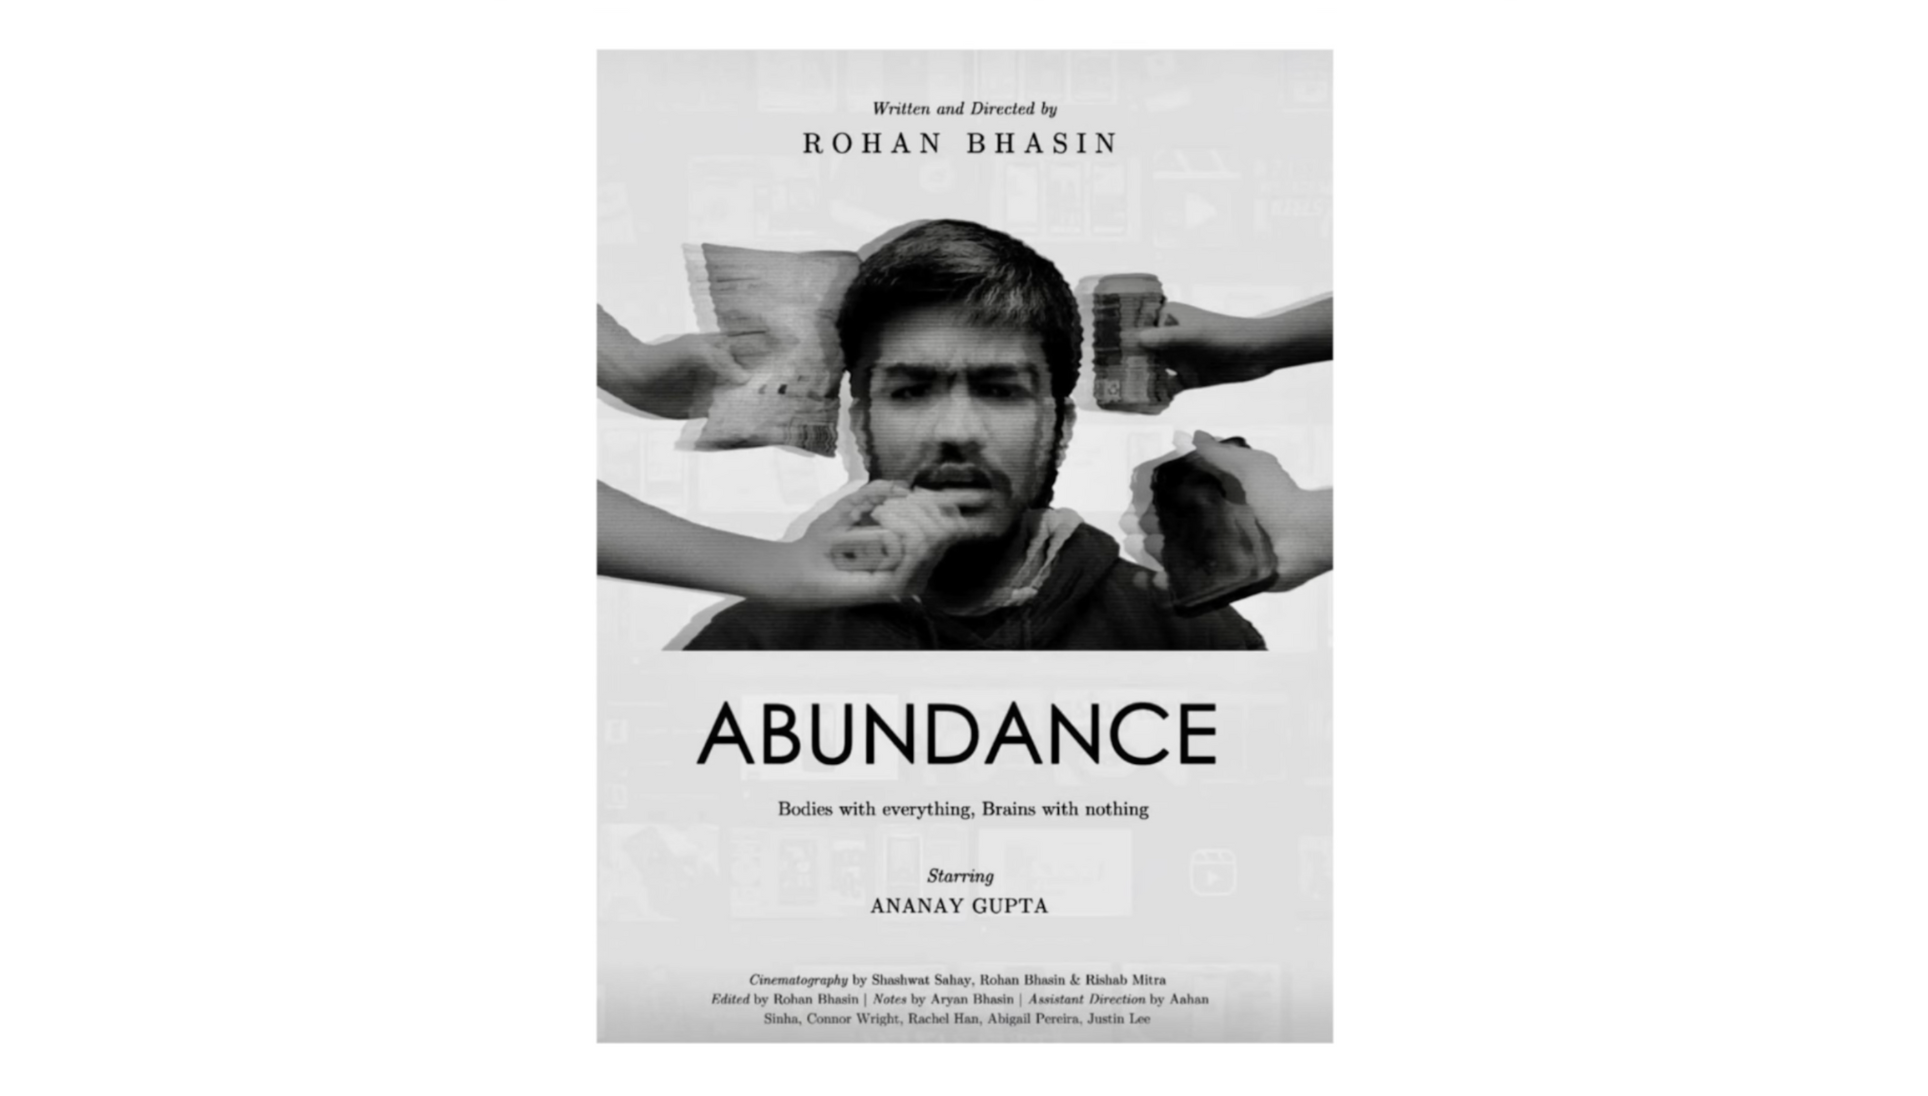 Written and Directed by
ROHAN BHASIN
ABUNDANCE
Bodies with everything, Brains with nothing
Starring
ANANAY GUPTA
Cinematography by Shashwat Sahay, Rohan Bhasin & Rishab Mitra
Edited by Rohan Bhasin | Notes by Aryan Bhasin | Assistant Direction by Aahan
Sinha, Connor Wright, Rachel Han, Abigail Pereira, Justin Lee